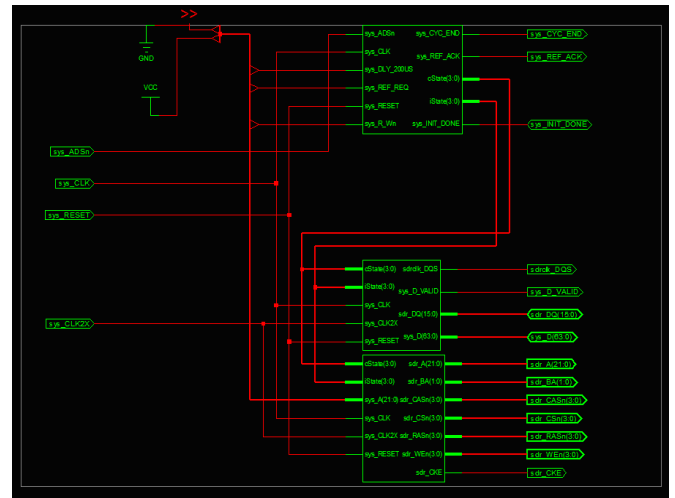 >>
GND
VCC
sys_ADSn
sys_CLK
sys_RESET
sys_CLK2X
sys_ADSn sys_CYC_END
sys_CLK
sys_REF_ACK
sys_DLY_200US
cState(3:0)
sys_REF_REQ
iState(3:0)
sys_RESET
sys_R_Wn sys_INIT_DONE
sys_CYC_END
sys_REF_ACK
sys_INIT_DONE
cState(3:0) sdrclk_DQS
iState(3:0)
sys_D_VALID
sys_CLK
sdr_DQ(15:0)
sys_CLK2X
sys_D(63:0)
sys_RESET
sdrclk_DQS
sys_D_VALID
sdr_DQ(15:0)
sys_D(63:0)
cState(3:0) sdr_A(21:0)
iState(3:0) sdr_BA(1:0)
sys_A(21:0) sdr_CASn(3:0)
sys_CLK sdr_CSn(3:0)
sys_CLK2X sdr_RASn(3:0)
sys_RESET sdr_WEn(3:0)
sdr_CKE
sdr_A(21:0)
sdr_BA(1:0)
sdr_CASn(3:0)
sdr_CSn(3:0)
sdr_RASn(3:0)
sdr_WEn(3:0)
sdr_CKE